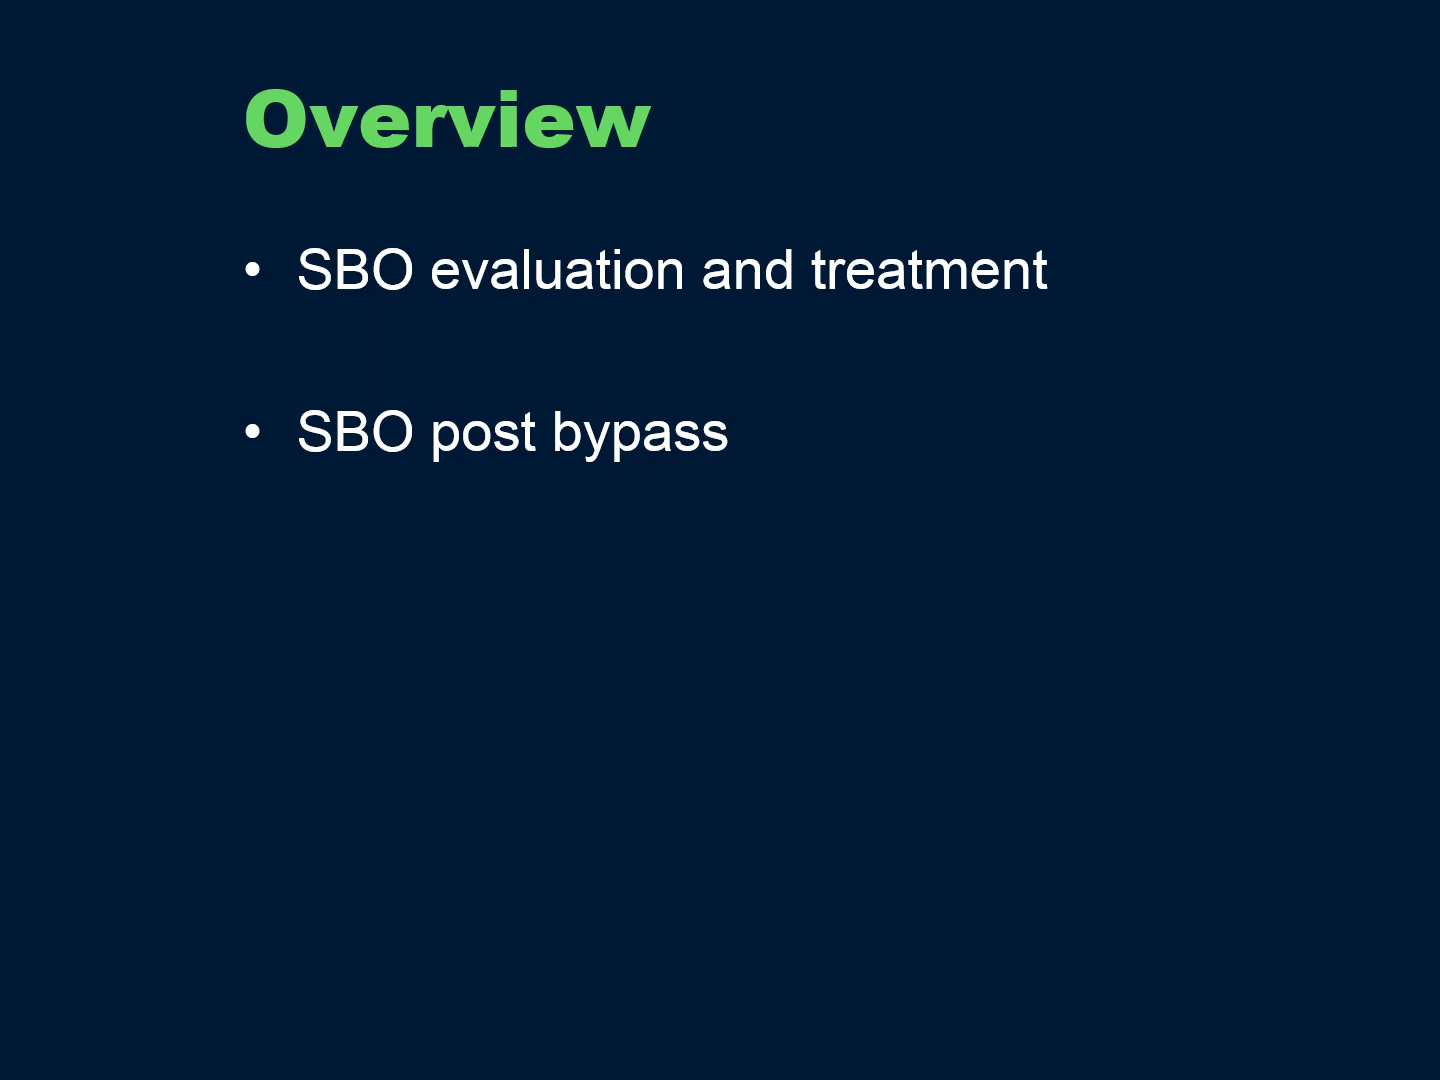 Overview
• SBO evaluation and treatment
• SBO post bypass